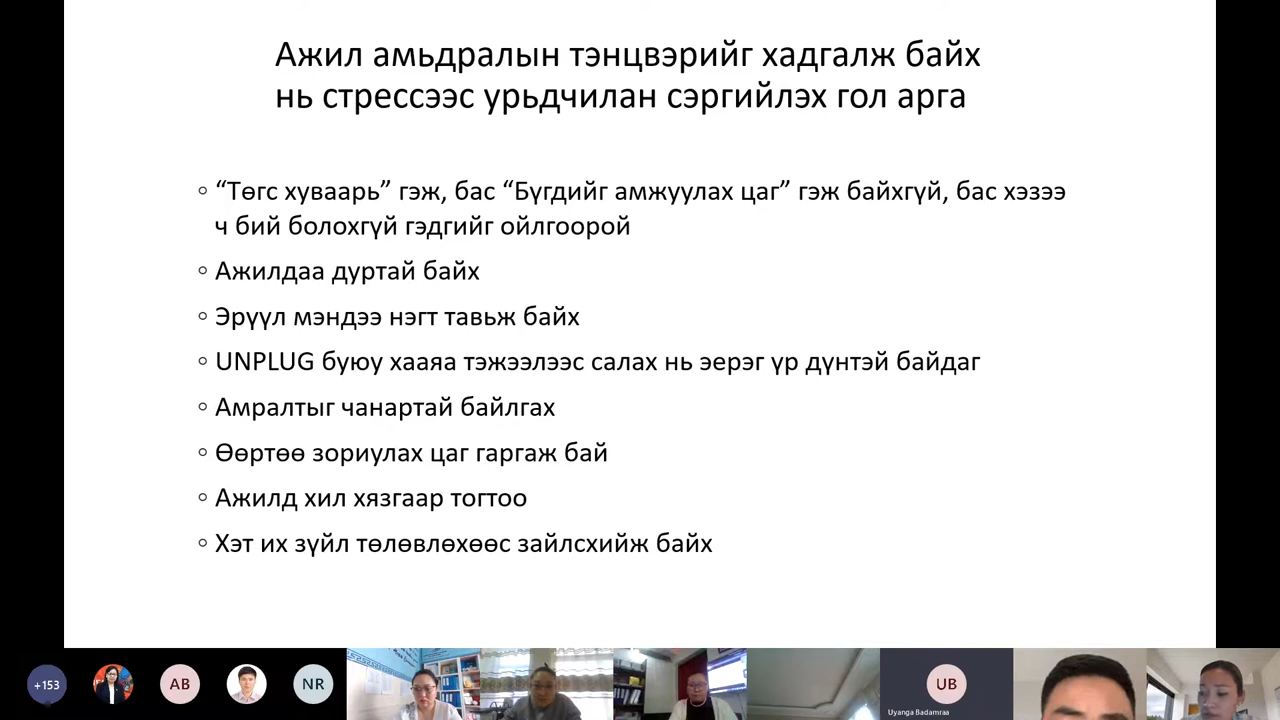 Ажил амьдралын тэнцвэрийг хадгалж байх
нь стрессээс урьдчилан сэргийлэх гол арга
◦ “Төгс хуваарь” гэж, бас “Бүгдийг амжуулах цаг” гэж байхгүй, бас хэзээ
ч бий болохгүй гэдгийг ойлгоорой
◦ Ажилдаа дуртай байх
◦ Эрүүл мэндээ нэгт тавьж байх
◦ UNPLUG буюу хааяа тэжээлээс салах нь эерэг үр дүнтэй байдаг
◦ Амралтыг чанартай байлгах
◦ Өөртөө зориулах цаг гаргаж бай
◦ Ажилд хил хязгаар тогтоо
◦ Хэт их зүйл төлөвлөхөөс зайлсхийж байх
+153
AB
NR
UB
Uyanga Badamraa